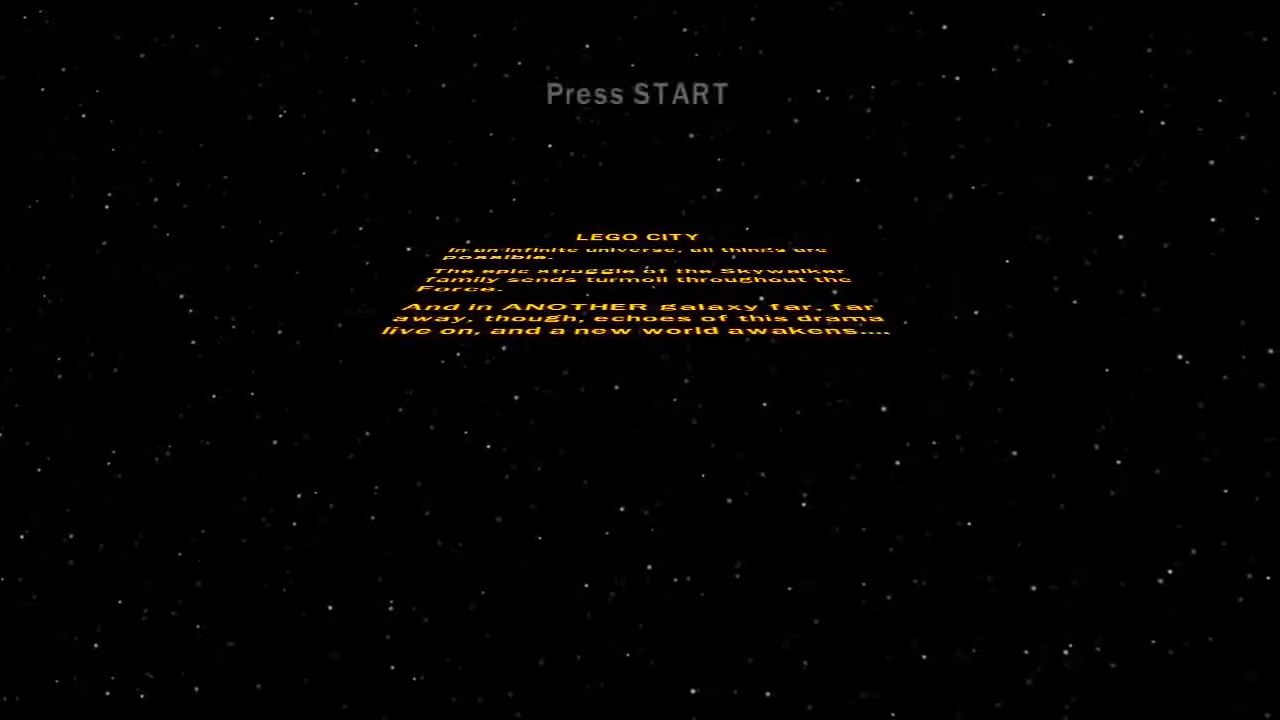 Press START
LEGO CITY
In an infinite universe, all things are
possible.
The epic struggle of the Skywalker
family sends turmoil throughout the
Force.
And in ANOTHER galaxy far, far
away, though, echoes of this drama
live on, and a new world awakens....